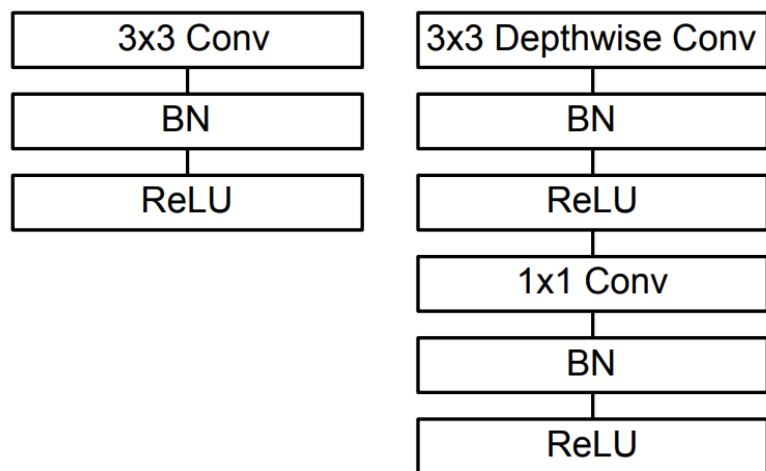 3x3 Conv
BN
ReLU
3x3 Depthwise Conv
BN
ReLU
1x1 Conv
BN
ReLU